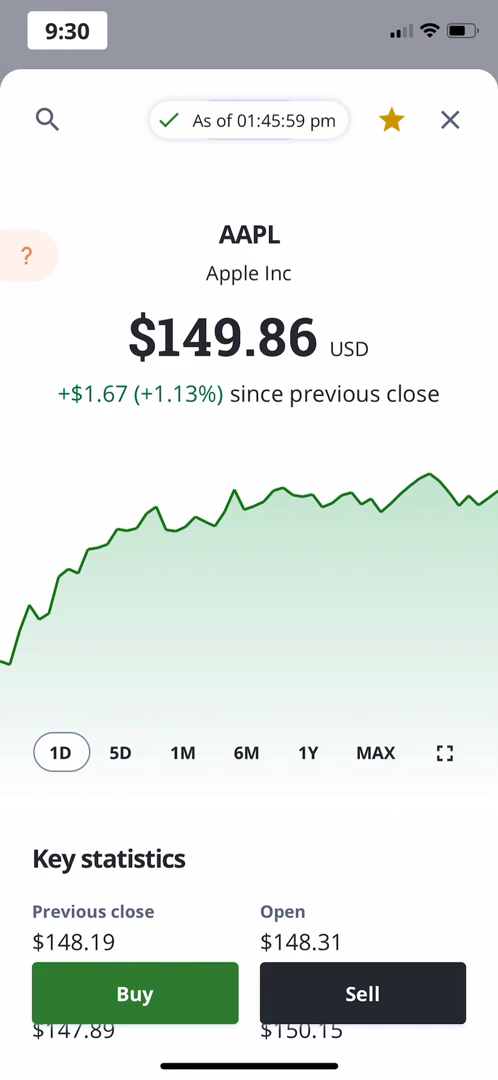 9:30
As of 01:45:59 pm
?
AAPL
Apple Inc
$149.86 USD
+$1.67 (+1.13%) since previous close
1D 5D 1M 6M 1Y MAX
Key statistics
Previous close Open
$148.19 $148.31
Buy Sell
$147.89 $150.15